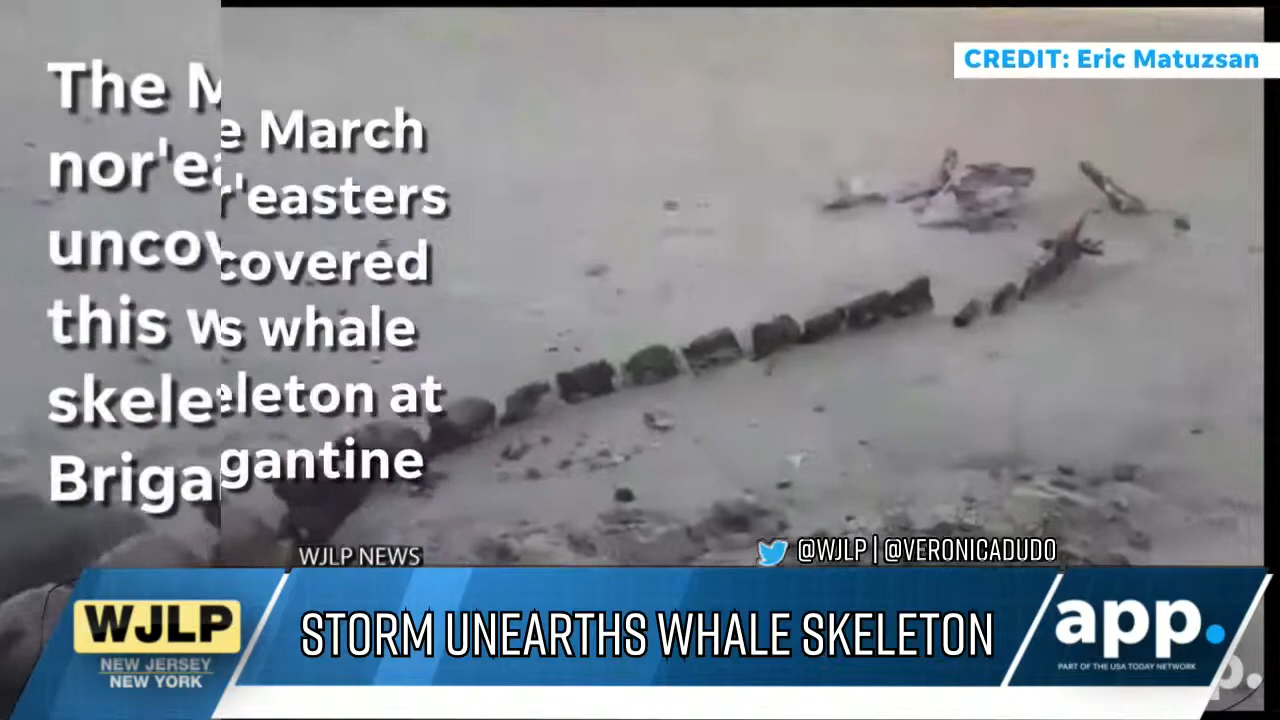 CREDIT: Eric Matuzsan
The M
nor'ea
uncov
this w
skele
Briga
e March
r'easters
covered
s whale
eleton at
gantine
WJLP NEWS
@WJLP | @VERONICADUDO
WJLP
NEW JERSEY
NEW YORK
STORM UNEARTHS WHALE SKELETON
app.
PART OF THE USA TODAY NETWORK
p.